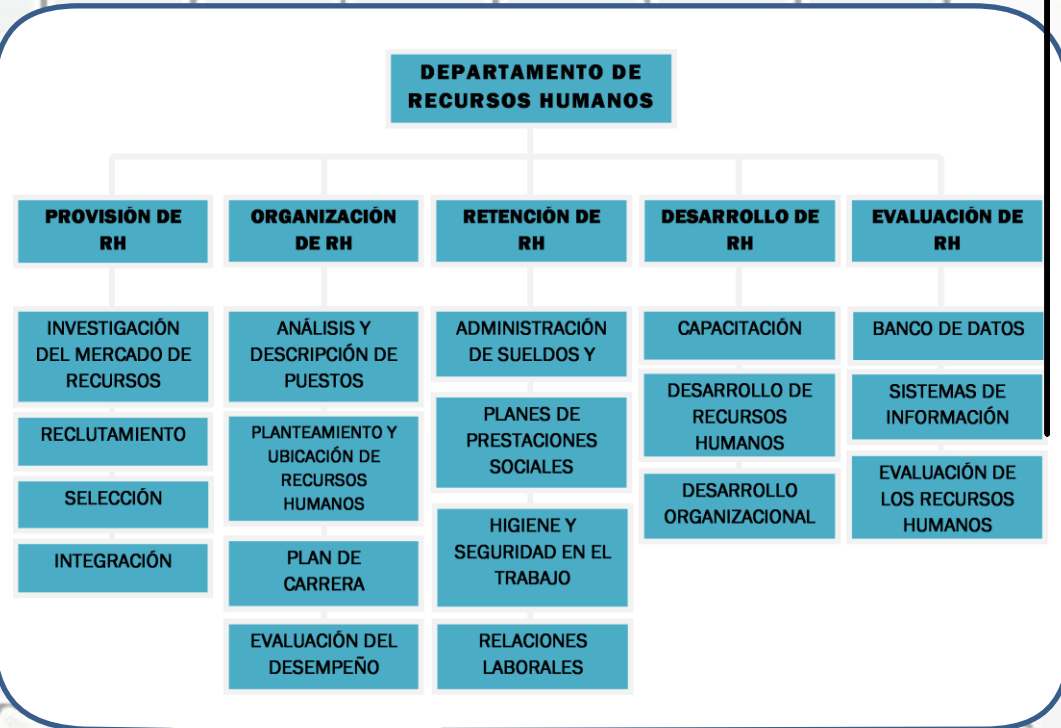 DEPARTAMENTO DE
RECURSOS HUMANOS
PROVISIÓN DE
RH
INVESTIGACIÓN
DEL MERCADO DE
RECURSOS
RECLUTAMIENTO
SELECCIÓN
INTEGRACIÓN
ORGANIZACIÓN
DE RH
ANÁLISIS Y
DESCRIPCIÓN DE
PUESTOS
PLANTEAMIENTO Y
UBICACIÓN DE
RECURSOS
HUMANOS
PLAN DE
CARRERA
EVALUACIÓN DEL
DESEMPEÑO
RETENCIÓN DE
RH
ADMINISTRACIÓN
DE SUELDOS Y
PLANES DE
PRESTACIONES
SOCIALES
HIGIENE Y
SEGURIDAD EN EL
TRABAJO
RELACIONES
LABORALES
DESARROLLO DE
RH
CAPACITACIÓN
DESARROLLO DE
RECURSOS
HUMANOS
DESARROLLO
ORGANIZACIONAL
EVALUACIÓN DE
RH
BANCO DE DATOS
SISTEMAS DE
INFORMACIÓN
EVALUACIÓN DE
LOS RECURSOS
HUMANOS